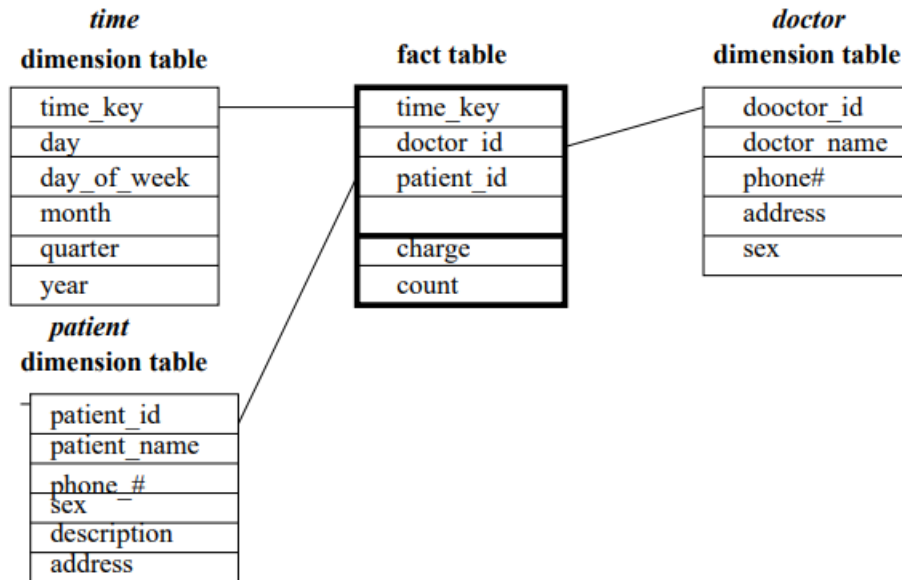 time
dimension table
time_key
day
day_of_week
month
quarter
year
fact table
time_key
doctor_id
patient_id
charge
count
doctor
dimension table
dooctor_id
doctor_name
phone#
address
sex
patient
dimension table
patient_id
patient_name
phone_#
sex
description
address